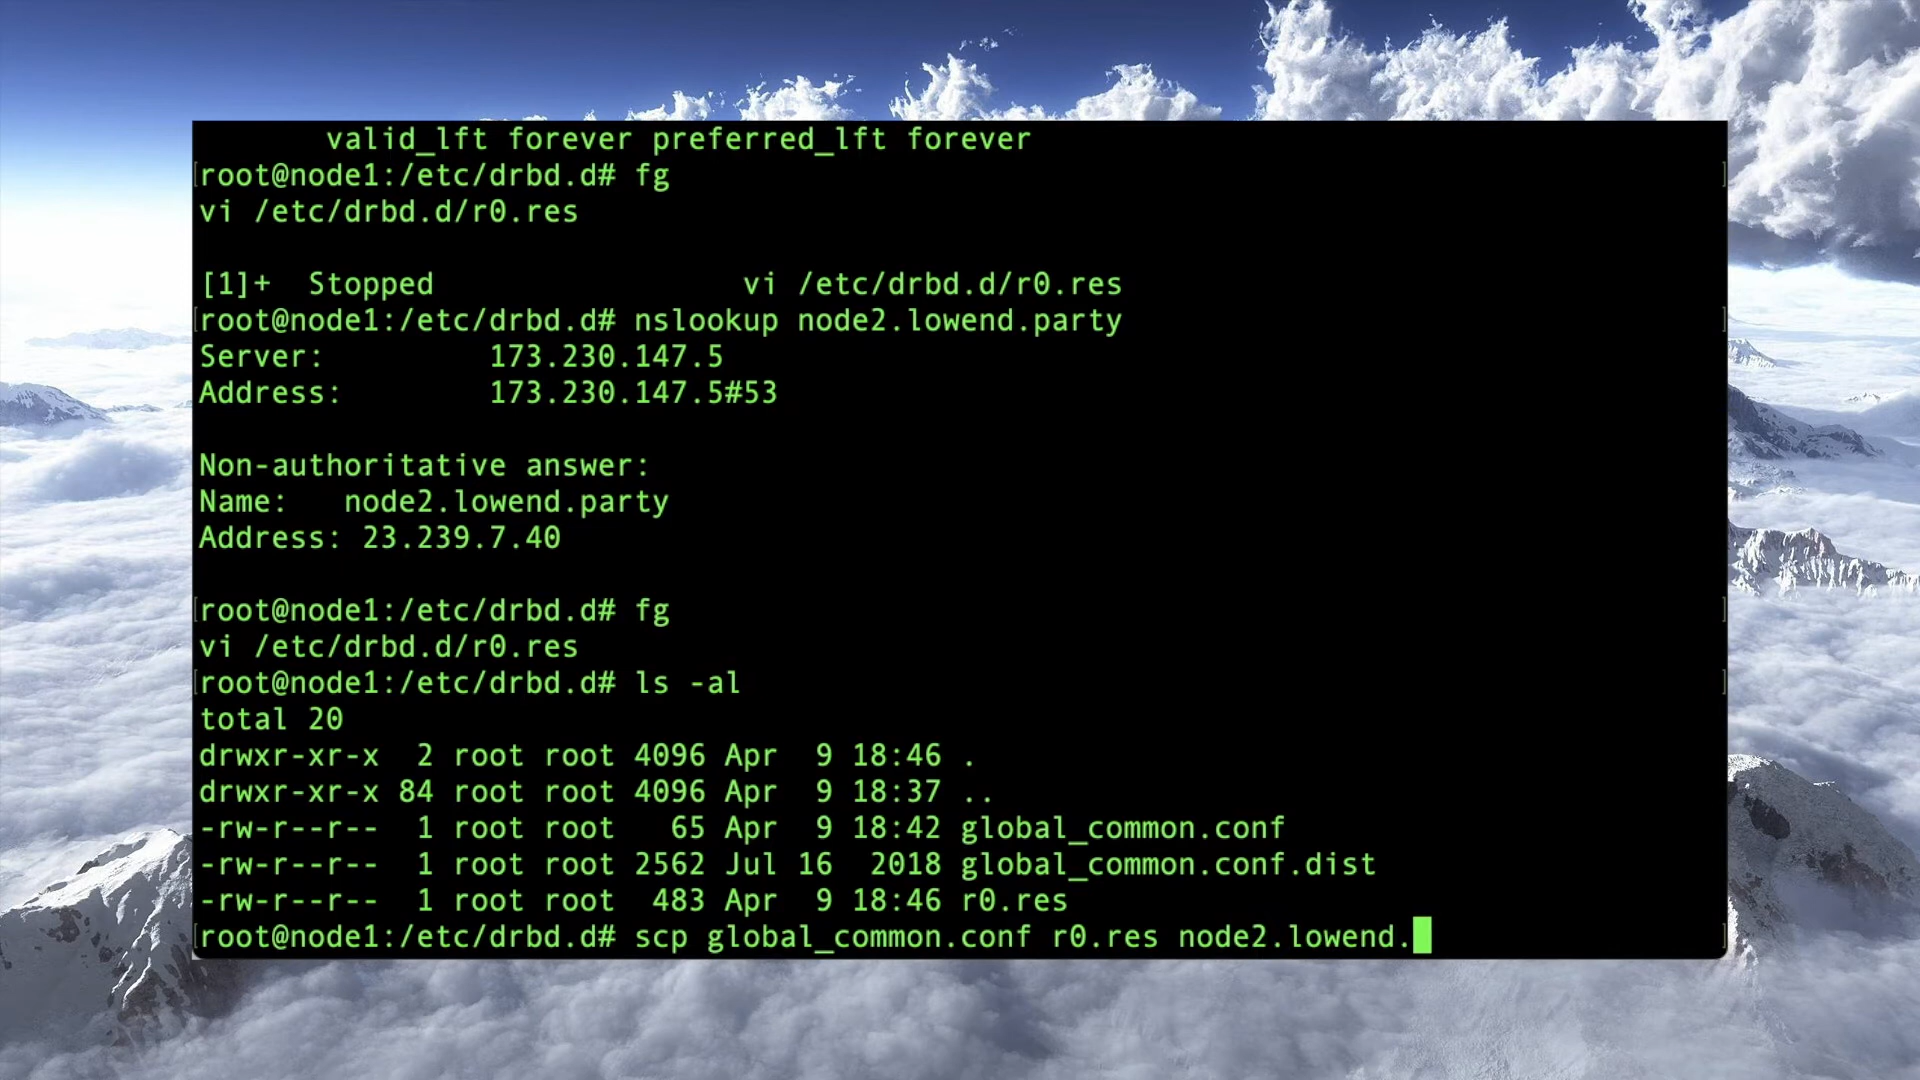 valid_lft forever preferred_lft forever
[root@node1:/etc/drbd.d# fg ]
vi /etc/drbd.d/r0.res
[1]+  Stopped                 vi /etc/drbd.d/r0.res
[root@node1:/etc/drbd.d# nslookup node2.lowend.party ]
Server:         173.230.147.5
Address:        173.230.147.5#53
Non-authoritative answer:
Name:   node2.lowend.party
Address: 23.239.7.40
[root@node1:/etc/drbd.d# fg ]
vi /etc/drbd.d/r0.res
[root@node1:/etc/drbd.d# ls -al ]
total 20
drwxr-xr-x  2 root root 4096 Apr  9 18:46 .
drwxr-xr-x 84 root root 4096 Apr  9 18:37 ..
-rw-r--r--  1 root root   65 Apr  9 18:42 global_common.conf
-rw-r--r--  1 root root 2562 Jul 16  2018 global_common.conf.dist
-rw-r--r--  1 root root  483 Apr  9 18:46 r0.res
[root@node1:/etc/drbd.d# scp global_common.conf r0.res node2.lowend. ]